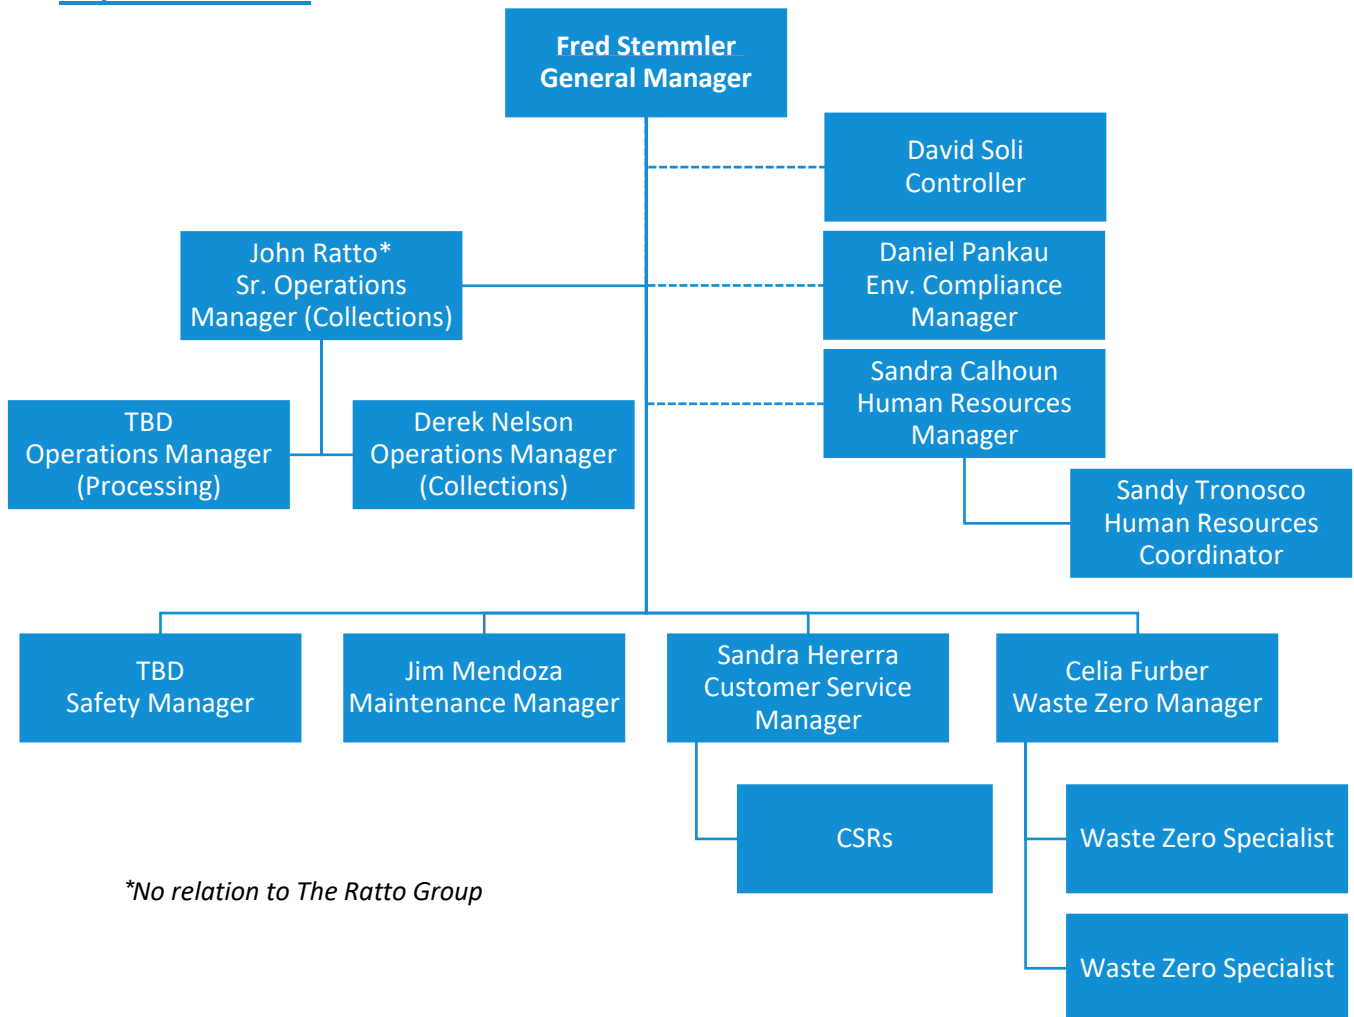 Fred Stemmler
General Manager
David Soli
Controller
John Ratto*
Sr. Operations
Manager (Collections)
Daniel Pankau
Env. Compliance
Manager
Sandra Calhoun
Human Resources
Manager
TBD
Operations Manager
(Processing)
Derek Nelson
Operations Manager
(Collections)
Sandy Tronosco
Human Resources
Coordinator
TBD
Safety Manager
Jim Mendoza
Maintenance Manager
Sandra Hererra
Customer Service
Manager
Celia Furber
Waste Zero Manager
CSRs
Waste Zero Specialist
*No relation to The Ratto Group
Waste Zero Specialist